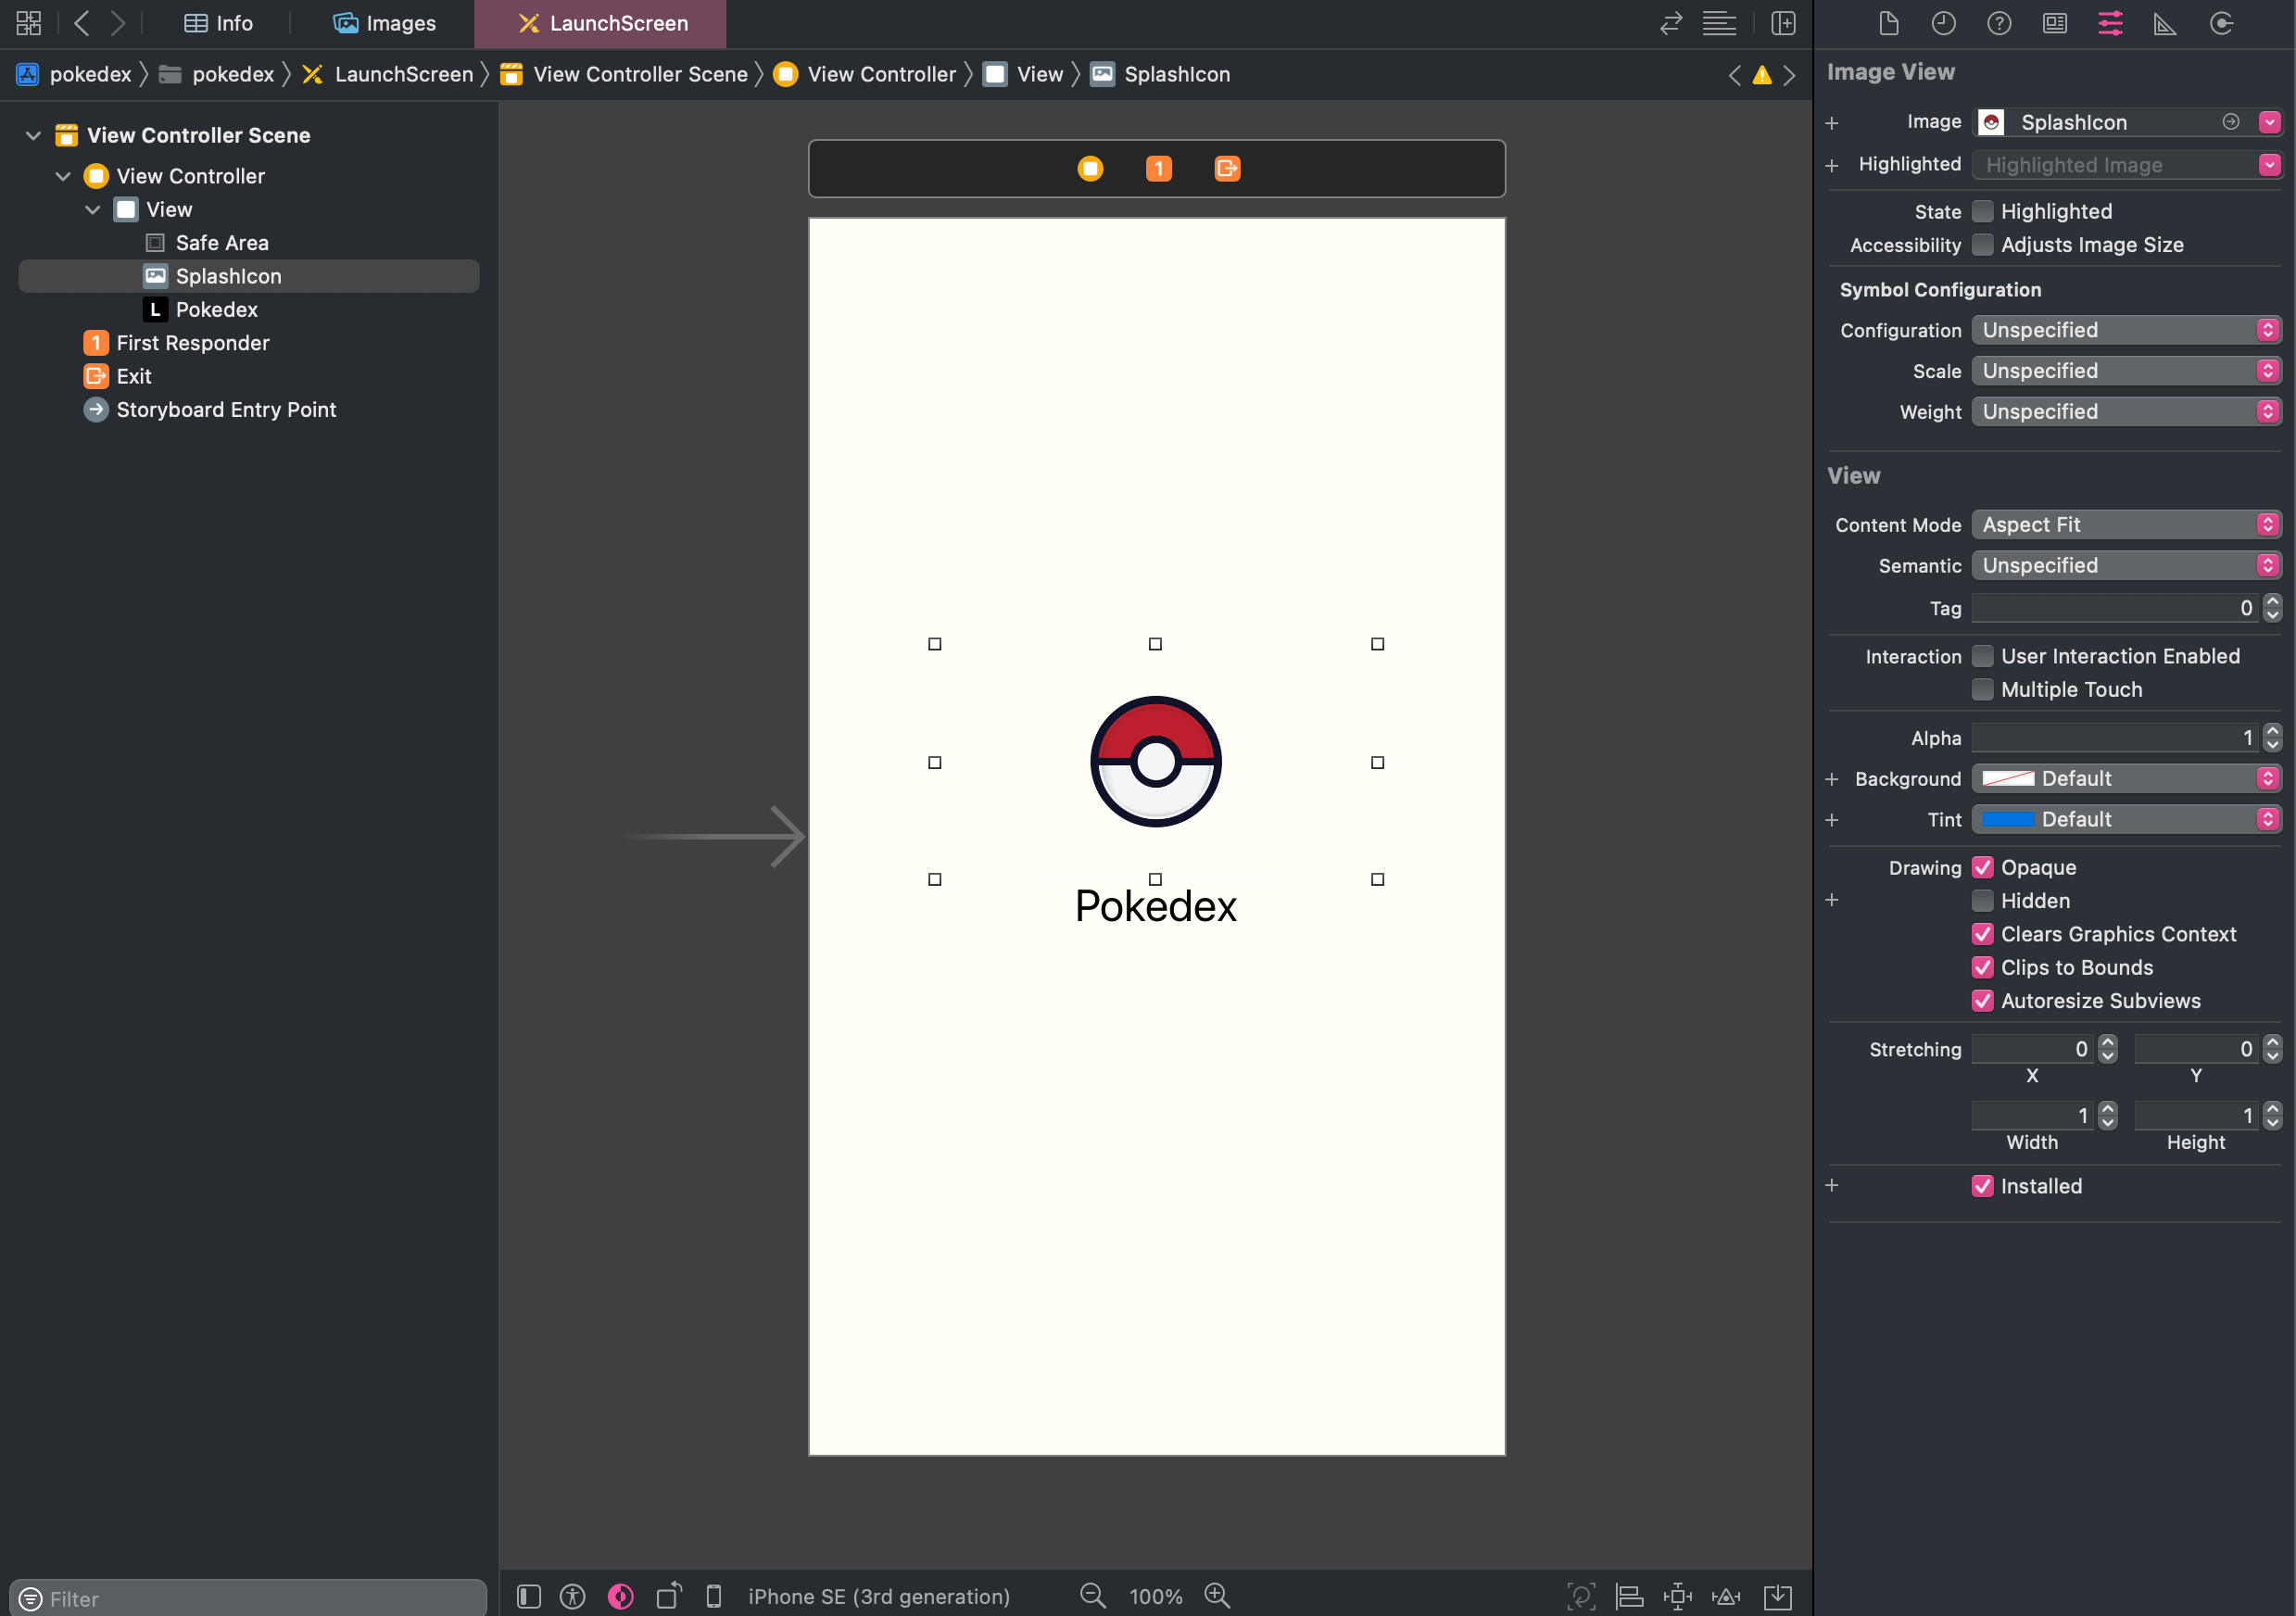 Info
Images
LaunchScreen
pokedex
pokedex
LaunchScreen
View Controller Scene
View Controller
View
SplashIcon
View Controller Scene
View Controller
View
Safe Area
SplashIcon
L Pokedex
1 First Responder
Exit
Storyboard Entry Point
Filter
1
Pokedex
iPhone SE (3rd generation)
100%
Image View
Image SplashIcon
Highlighted Highlighted Image
State Highlighted
Accessibility Adjusts Image Size
Symbol Configuration
Configuration Unspecified
Scale Unspecified
Weight Unspecified
View
Content Mode Aspect Fit
Semantic Unspecified
Tag 0
Interaction User Interaction Enabled
Multiple Touch
Alpha 1
Background Default
Tint Default
Drawing Opaque
Hidden
Clears Graphics Context
Clips to Bounds
Autoresize Subviews
Stretching 0 0
X Y
1 1
Width Height
Installed